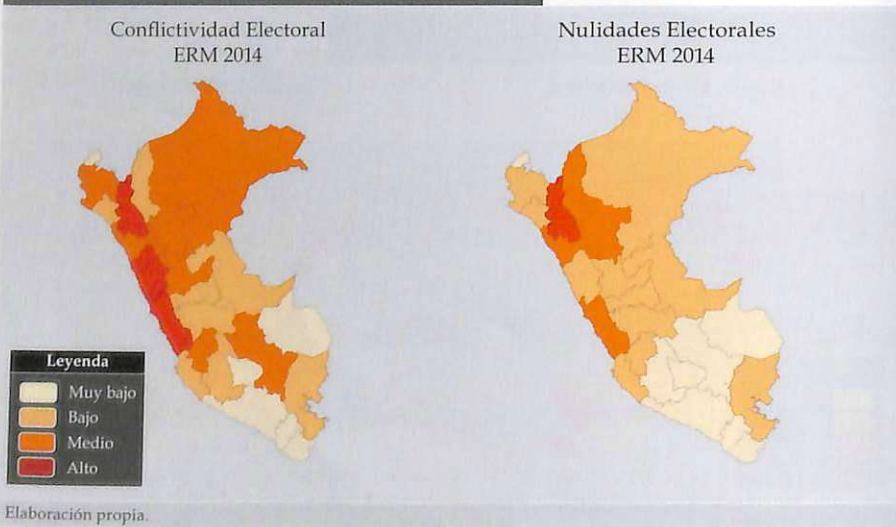 Conflictividad Electoral
ERM 2014
Nulidades Electorales
ERM 2014
Leyenda
Muy bajo
Bajo
Medio
Alto
Elaboración propia.